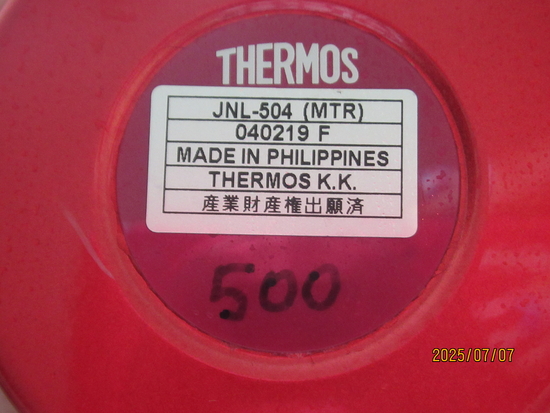 THERMOS
JNL-504 (MTR)
040219 F
MADE IN PHILIPPINES
THERMOS K.K.
産業財産権出願済
500
2025/07/07